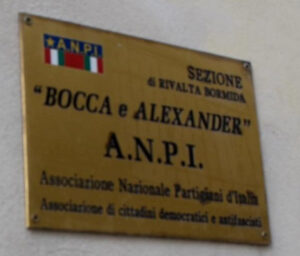 A.N.P.I.
SEZIONE
di RIVALTA BORMIDA
"BOCCA e ALEXANDER"
A.N.P.I.
Associazione Nazionale Partigiani d'Italia
Associazione di cittadini democratici e antifascisti